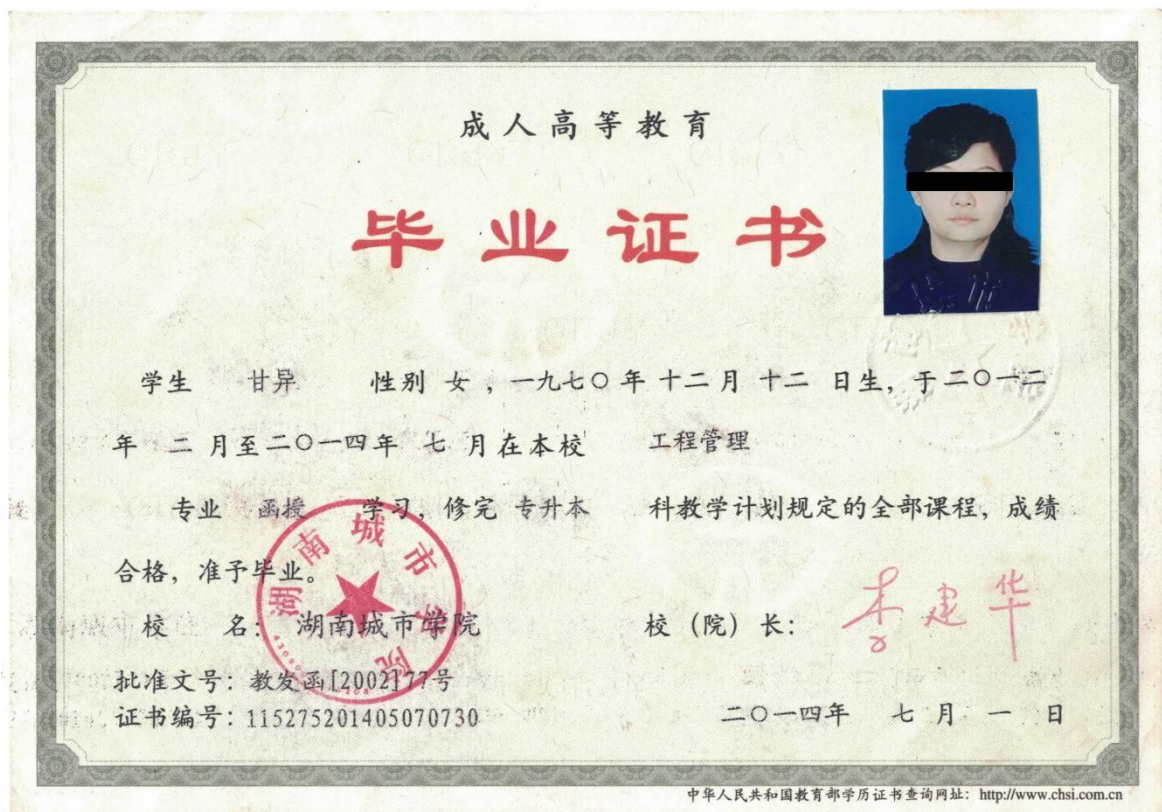 成人高等教育
毕业证书
学生 甘异 性别 女，一九七〇年 十二月 十二 日生，于二〇一二
年 二 月至二〇一四年 七 月在本校 工程管理
专业 函授 学习，修完 专升本 科教学计划规定的全部课程，成绩
合格，准予毕业。
校 名：湖南城市学院 校（院）长：李建华
批准文号：教发函[2002]77号
证书编号：115275201405070730 二〇一四年 七 月 一 日
湖南城市学院
中华人民共和国教育部学历证书查询网址：http://www.chsi.com.cn